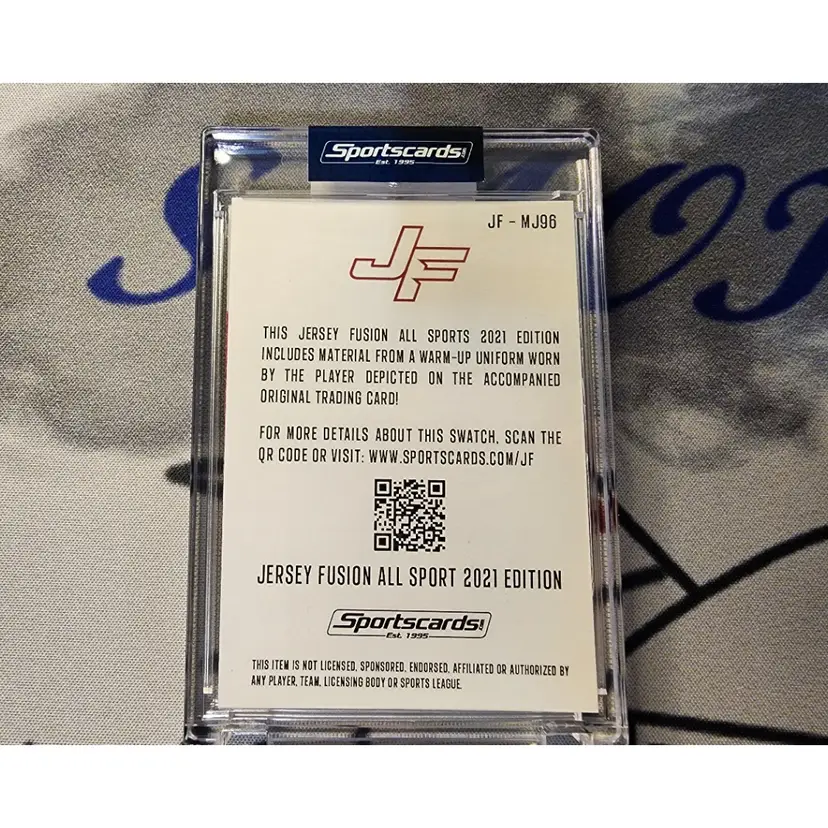 Sportscards
Est. 1995
JF - MJ96
JF
THIS JERSEY FUSION ALL SPORTS 2021 EDITION
INCLUDES MATERIAL FROM A WARM-UP UNIFORM WORN
BY THE PLAYER DEPICTED ON THE ACCOMPANIED
ORIGINAL TRADING CARD!
FOR MORE DETAILS ABOUT THIS SWATCH, SCAN THE
QR CODE OR VISIT: WWW.SPORTSCARDS.COM/JF
JERSEY FUSION ALL SPORT 2021 EDITION
Sportscards
Est. 1995
THIS ITEM IS NOT LICENSED, SPONSORED, ENDORSED, AFFILIATED OR AUTHORIZED BY
ANY PLAYER, TEAM, LICENSING BODY OR SPORTS LEAGUE.